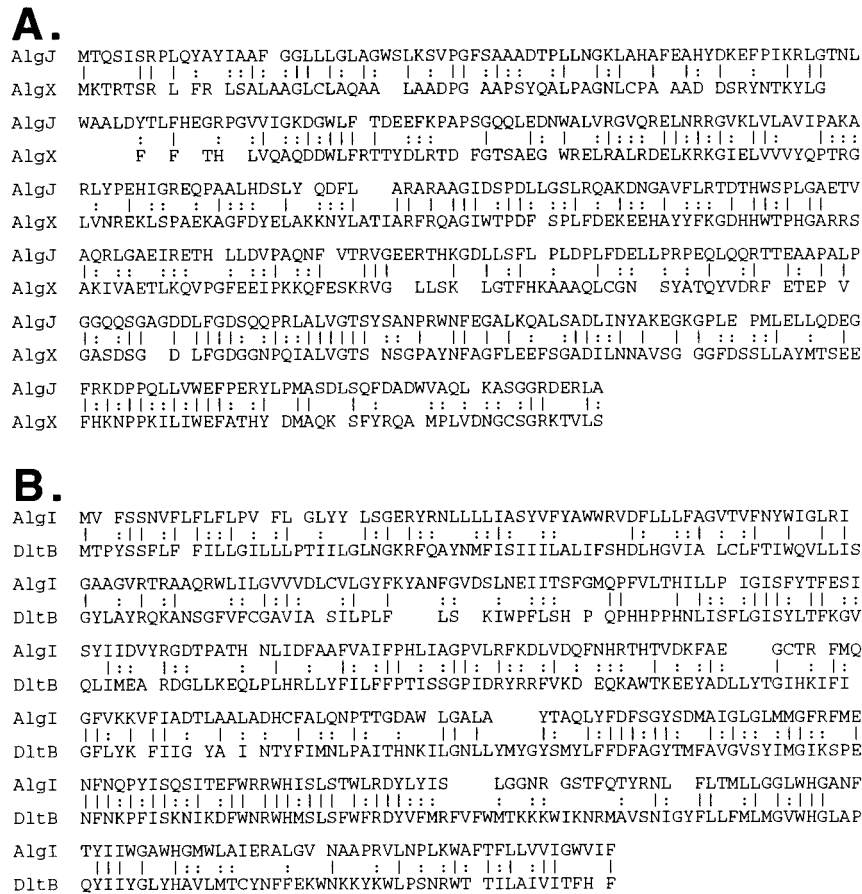 A.
AlgJ MTQSISRPLQYAYIAAF GGLLLGLAGWSLKSVPGFSAAADTPLLNGKLAHAFEAHYDKEFPIKRLGTNL
AlgX MKTRTSR L FR LSALAAGLCLAQAA LAADPG AAPSYQALPAGNLCPA AAD DSRYNTKYLG
AlgJ WAALDYTLFHEGRPGVVIGKDGWLF TDEEFKPAPSGQQLEDNWALVRGVQRELNRRGVKLVLAVIPAKA
AlgX F F TH LVQAQDDWLFRTTYDLRTD FGTSAEG WRELRALRDELKRKGIELVVVYQPTRG
AlgJ RLYPEHIGREQPAALHDSLY QDFL ARARAAGIDSPDLLGSLRQAKDNGAVFLRTDTHWSPLGAETV
AlgX LVNREKLSPAEKAGFDYELAKKNYLATIARFRQAGIWTPDF SPLFDEKEEHAYYFKGDHHWTPHGARRS
AlgJ AQRLGAEIRETH LLDVPAQNF VTRVGEERTHKGDLLSFL PLDPLFDELLPRPEQLQQRTTEAAPALP
AlgX AKIVAETLKQVPGFEEIPKKQFESKRVG LLSK LGTFHKAAAQLCGN SYATQYVDRF ETEP V
AlgJ GGQQSGAGDDLFGDSQQPRLALVGTSYSANPRWNFEGALKQALSADLINYAKEGKGPLE PMLELLQDEG
AlgX GASDSG D LFGDGGNPQIALVGTS NSGPAYNFAGFLEEFSGADILNNAVSG GGFDSSLLAYMTSEE
AlgJ FRKDPPQLLVWEFPERYLPMASDLSQFDADWVAQL KASGGRDERLA
AlgX FHKNPPKILIWEFATHY DMAQK SFYRQA MPLVDNGCSGRKTVLS
B.
AlgI MV FSSNVFLFLFLPV FL GLYY LSGERYRNLLLLIASYVFYAWWRVDFLLLFAGVTVFNYWIGLRI
DltB MTPYSSFLF FILLGILLLPTIILGLNGKRFQAYNMFISIIILALIFSHDLHGVIA LCLFTIWQVLLIS
AlgI GAAGVRTRAAQRWLILGVVVDLCVLGYFKYANFGVDSLNEIITSFGMQPFVLTHILLP IGISFYTFESI
DltB GYLAYRQKANSGFVFCGAVIA SILPLF LS KIWPFLSH P QPHHPPHNLISFLGISYLTFKGV
AlgI SYIIDVYRGDTPATH NLIDFAAFVAIFPHLIAGPVLRFKDLVDQFNHRTHTVDKFAE GCTR FMQ
DltB QLIMEA RDGLLKEQLPLHRLLYFILFFPTISSGPIDRYRRFVKD EQKAWTKEEYADLLYTGIHKIFI
AlgI GFVKKVFIADTLAALADHCFALQNPTTGDAW LGALA YTAQLYFDFSGYSDMAIGLGLMMGFRFME
DltB GFLYK FIIG YA I NTYFIMNLPAITHNKILGNLLYMYGYSMYLFFDFAGYTMFAVGVSYIMGIKSPE
AlgI NFNQPYISQSITEFWRRWHISLSTWLRDYLYIS LGGNR GSTFQTYRNL FLTMLLGGLWHGANF
DltB NFNKPFISKNIKDFWNRWHMSLSFWFRDYVFMRFVFWMTKKKWIKNRMAVSNIGYFLLFMLMGVWHGLAP
AlgI TYIIWGAWHGMWLAIERALGV NAAPRVLNPLKWAFTFLLVVIGWVIF
DltB QYIIYGLYHAVLMTCYNFFEKWNKKYKWLPSNRWT TILAIVITFH F